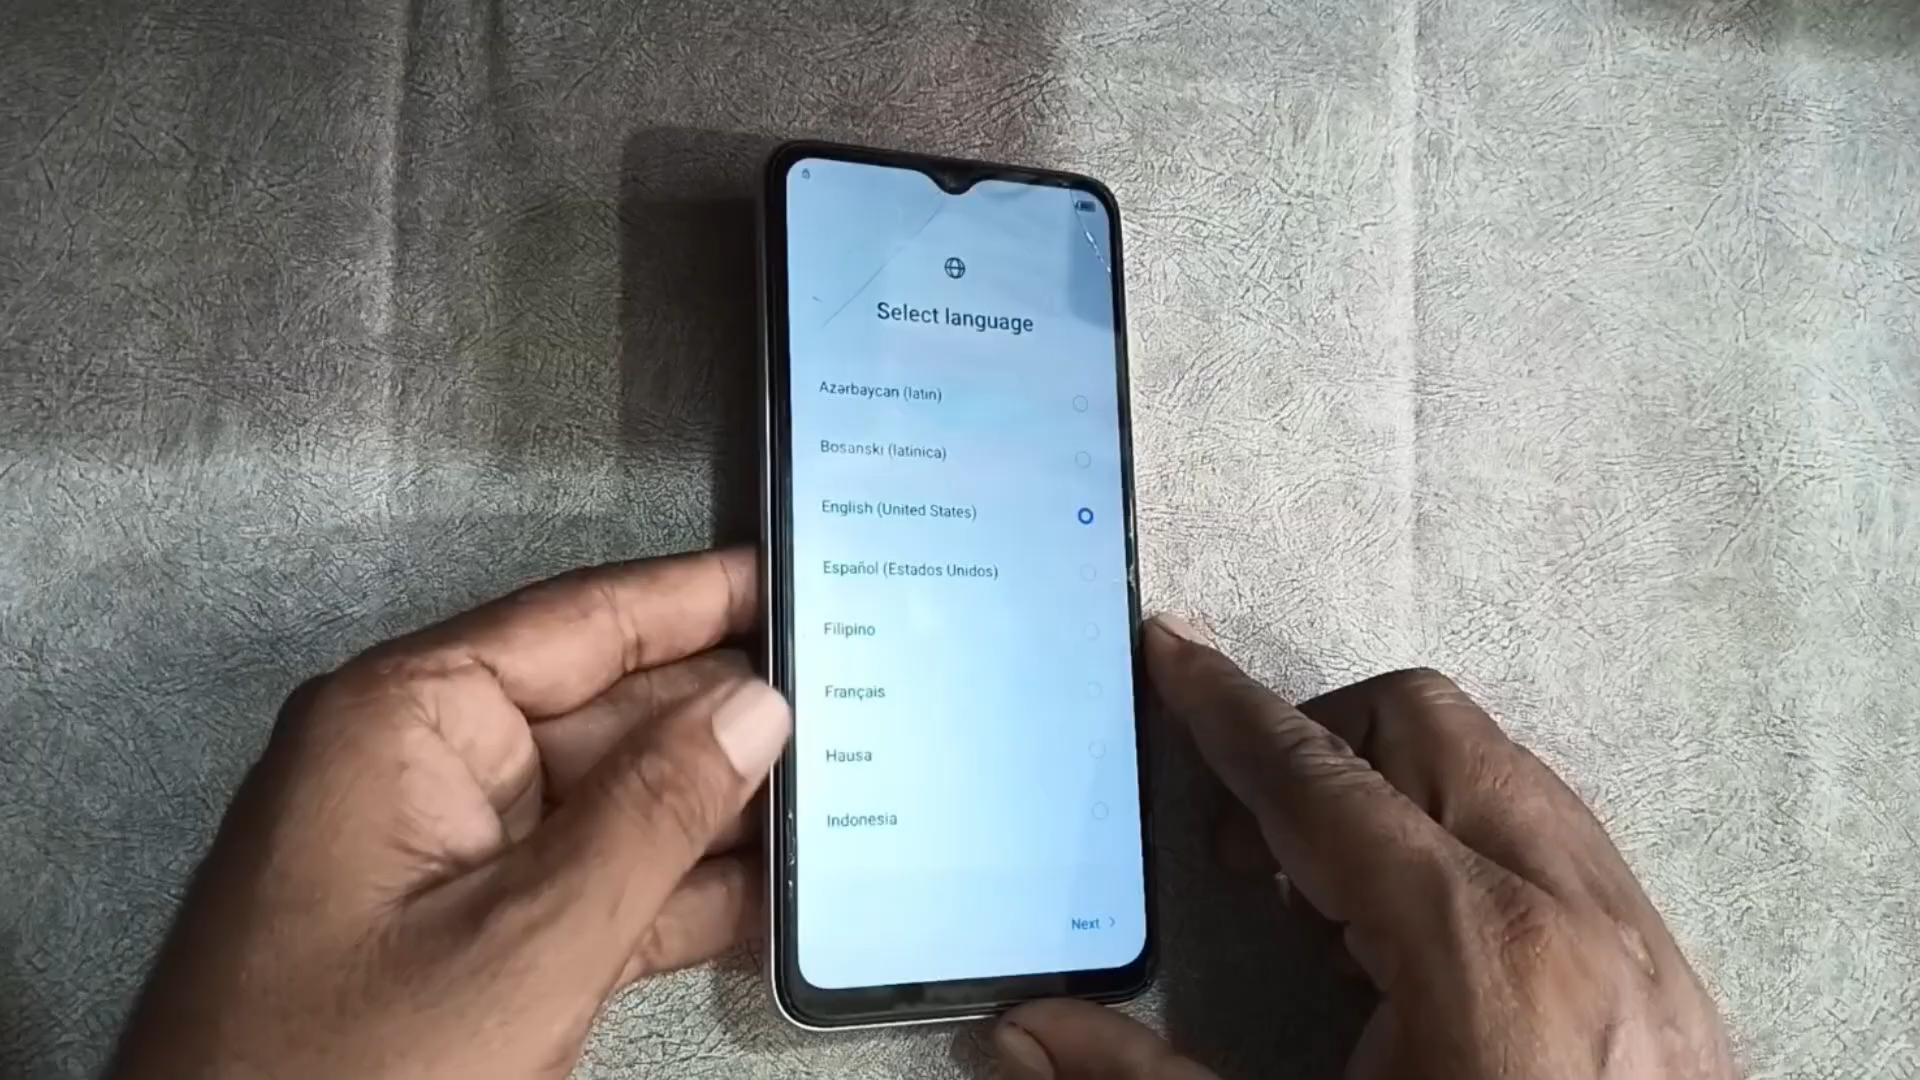 Select language
Azərbaycan (latın)
Bosanski (latinica)
English (United States)
Español (Estados Unidos)
Filipino
Français
Hausa
Indonesia
Next